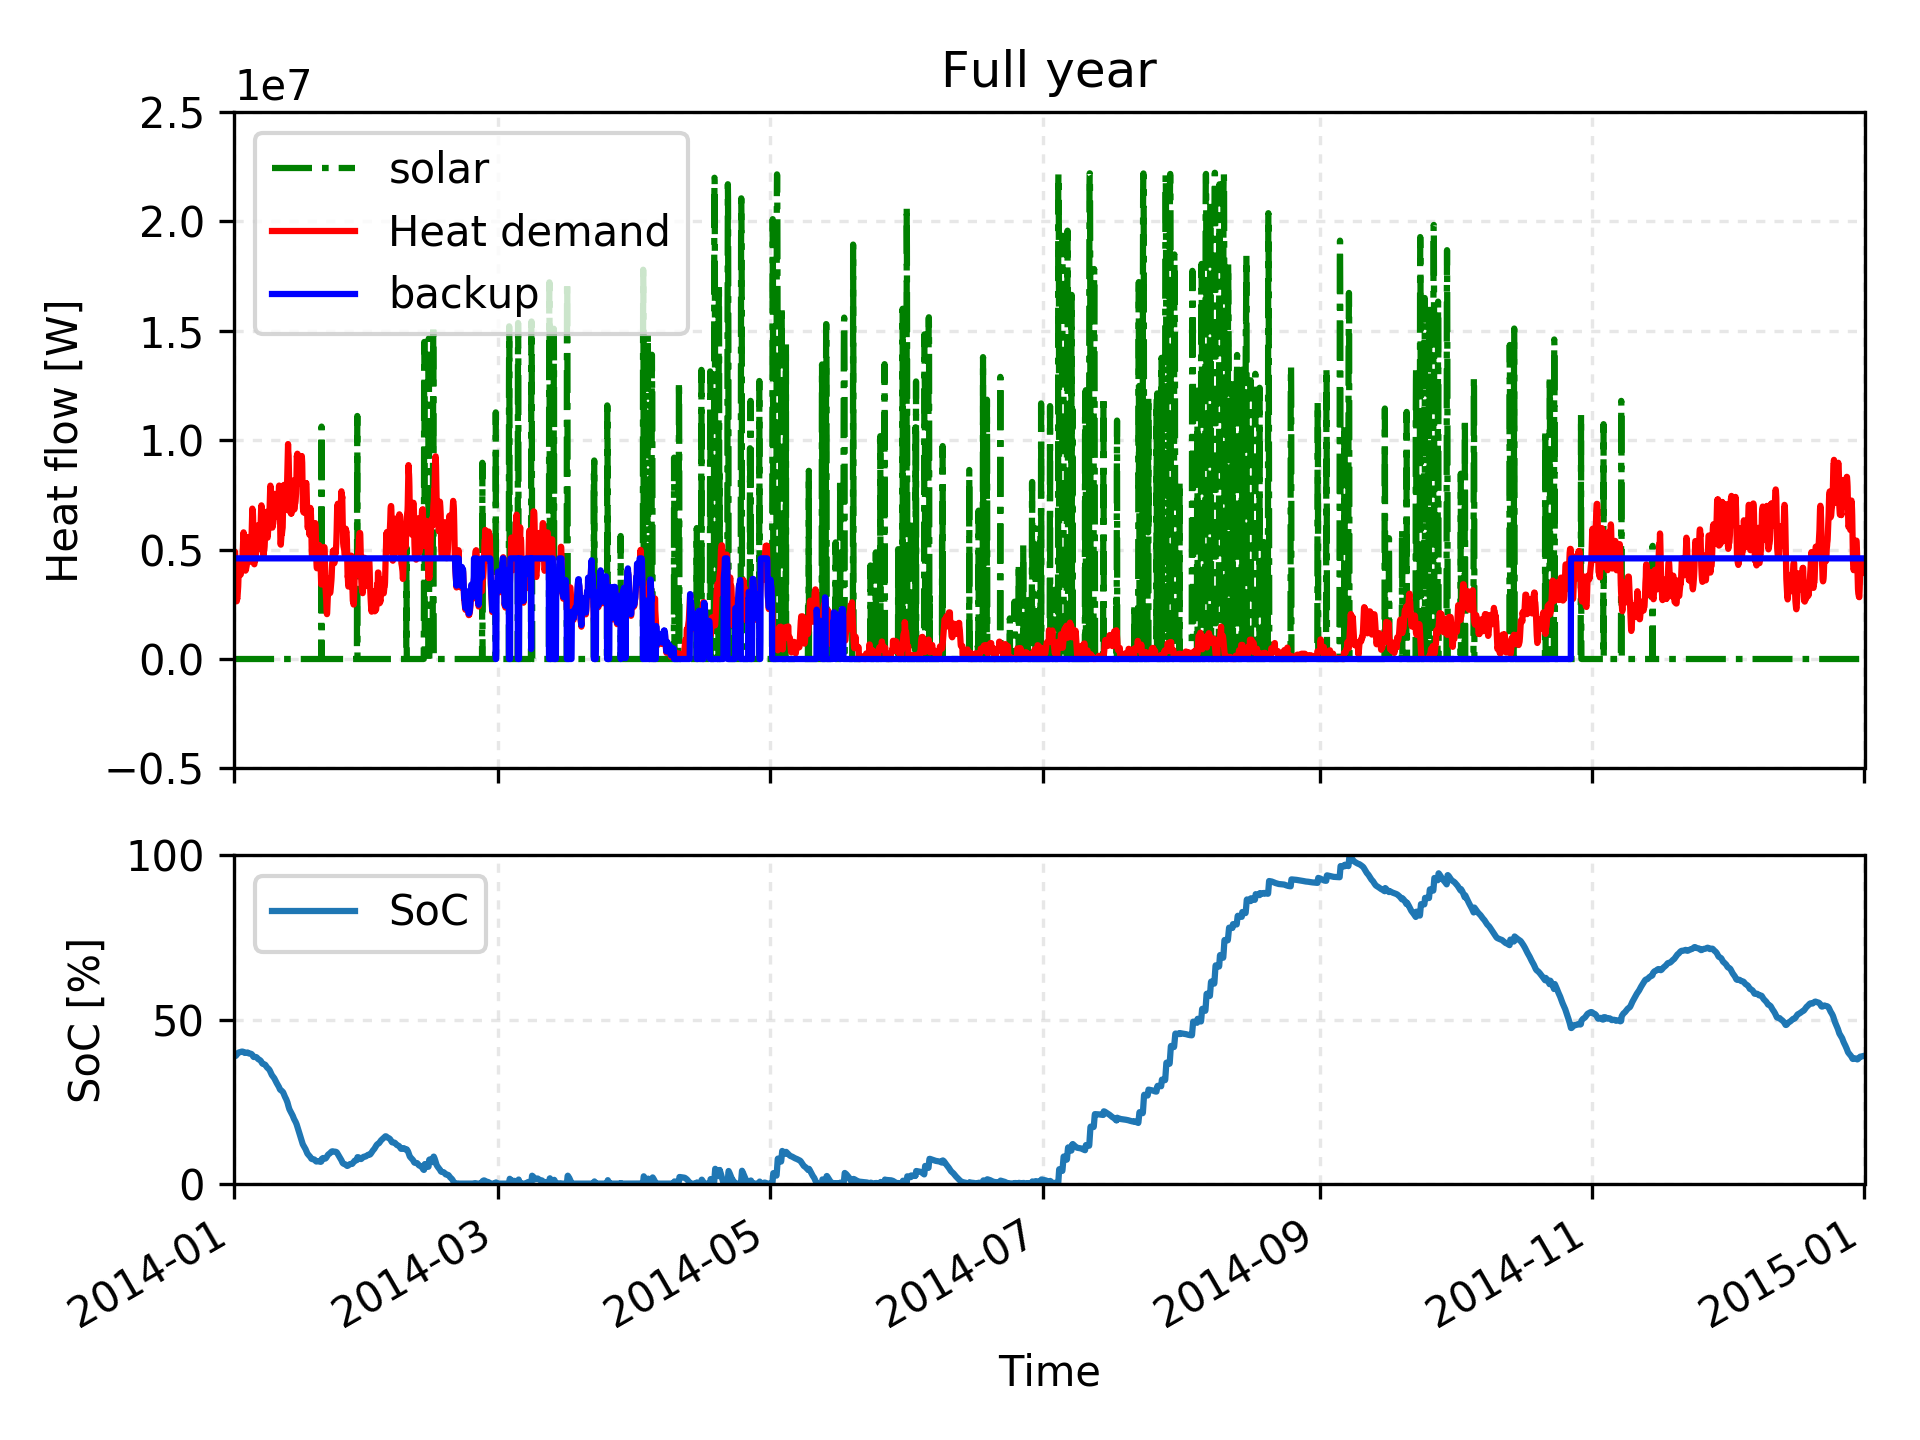 Full year
1e7
2.5
2.0
1.5
1.0
0.5
0.0
−0.5
Heat flow [W]
solar
Heat demand
backup
100
50
0
SoC [%]
SoC
2014-01
2014-03
2014-05
2014-07
2014-09
2014-11
2015-01
Time